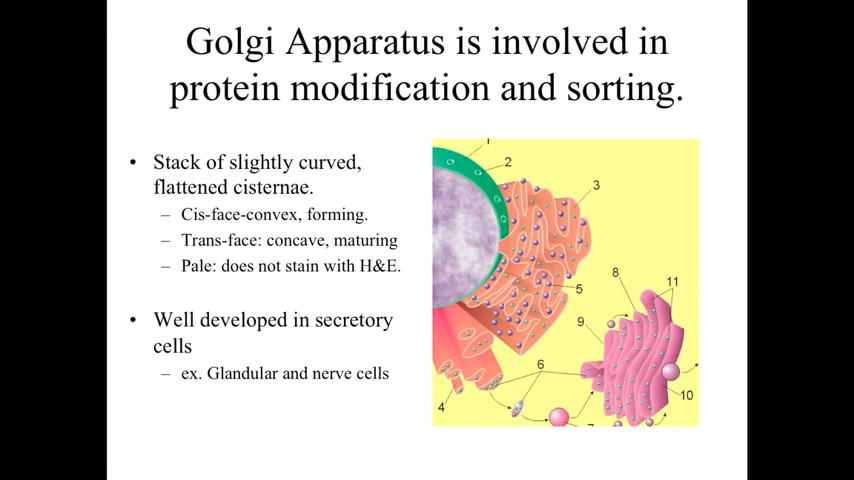 Golgi Apparatus is involved in
protein modification and sorting.
• Stack of slightly curved,
flattened cisternae.
– Cis-face-convex, forming.
– Trans-face: concave, maturing
– Pale: does not stain with H&E.
• Well developed in secretory
cells
– ex. Glandular and nerve cells
1
2
3
5
8
11
9
6
10
4